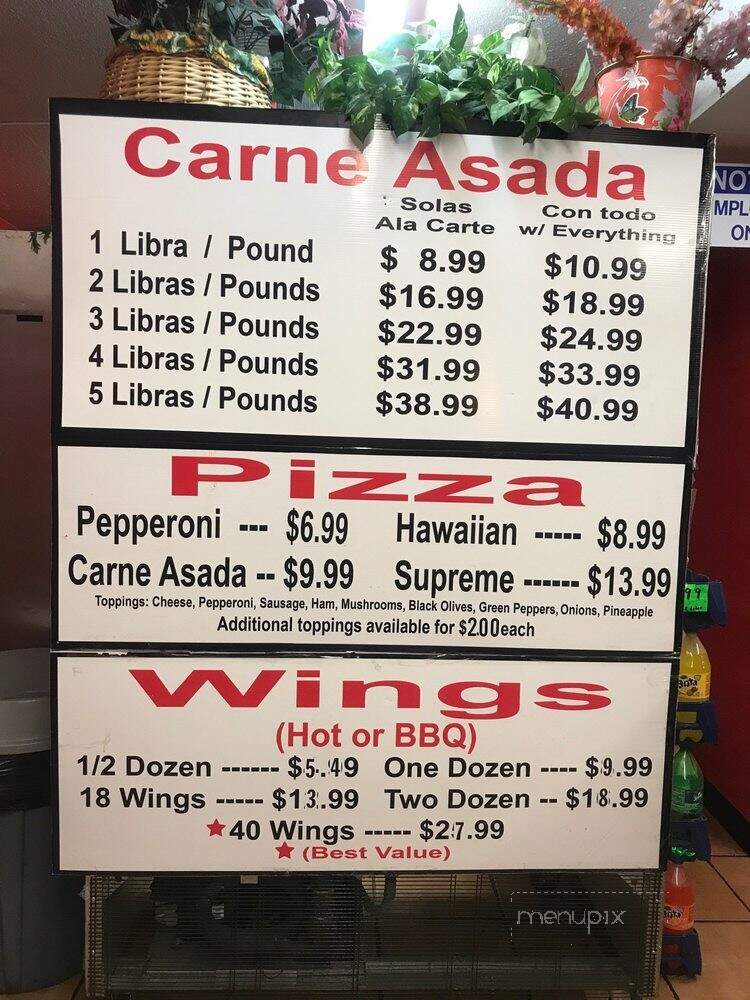 Carne Asada
Solas Con todo
Ala Carte w/ Everything
1 Libra / Pound $ 8.99 $10.99
2 Libras / Pounds $16.99 $18.99
3 Libras / Pounds $22.99 $24.99
4 Libras / Pounds $31.99 $33.99
5 Libras / Pounds $38.99 $40.99
Pizza
Pepperoni --- $6.99 Hawaiian ----- $8.99
Carne Asada -- $9.99 Supreme ------ $13.99
Toppings: Cheese, Pepperoni, Sausage, Ham, Mushrooms, Black Olives, Green Peppers, Onions, Pineapple
Additional toppings available for $2.00 each
Wings
(Hot or BBQ)
1/2 Dozen ------ $5.49 One Dozen ---- $9.99
18 Wings ----- $13.99 Two Dozen -- $18.99
★ 40 Wings ----- $27.99
★ (Best Value)
menupix